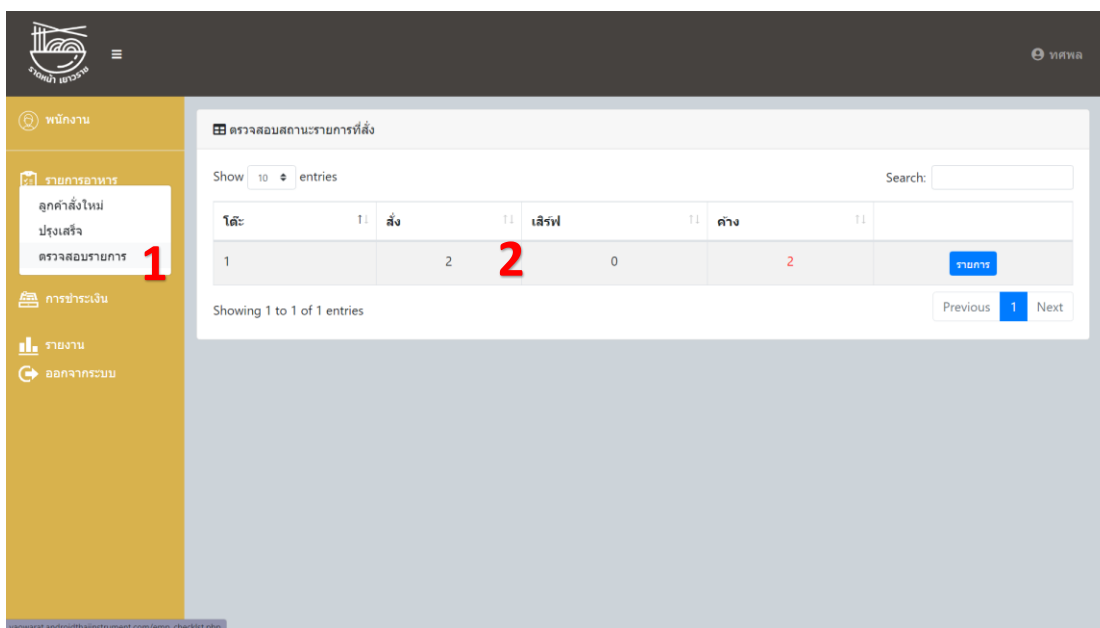 ราดหน้า เยาวราช
ทศพล
พนักงาน
ตรวจสอบสถานะรายการที่สั่ง
รายการอาหาร
Show 10 entries
Search:
ลูกค้าสั่งใหม่
ปรุงเสร็จ
ตรวจสอบรายการ
1
โต๊ะ สั่ง เสิร์ฟ ค้าง
1 2 0 2 รายการ
2
การชำระเงิน
Showing 1 to 1 of 1 entries
Previous 1 Next
รายงาน
ออกจากระบบ
yaowarat.androidthaiinstrument.com/emp_checklist.php